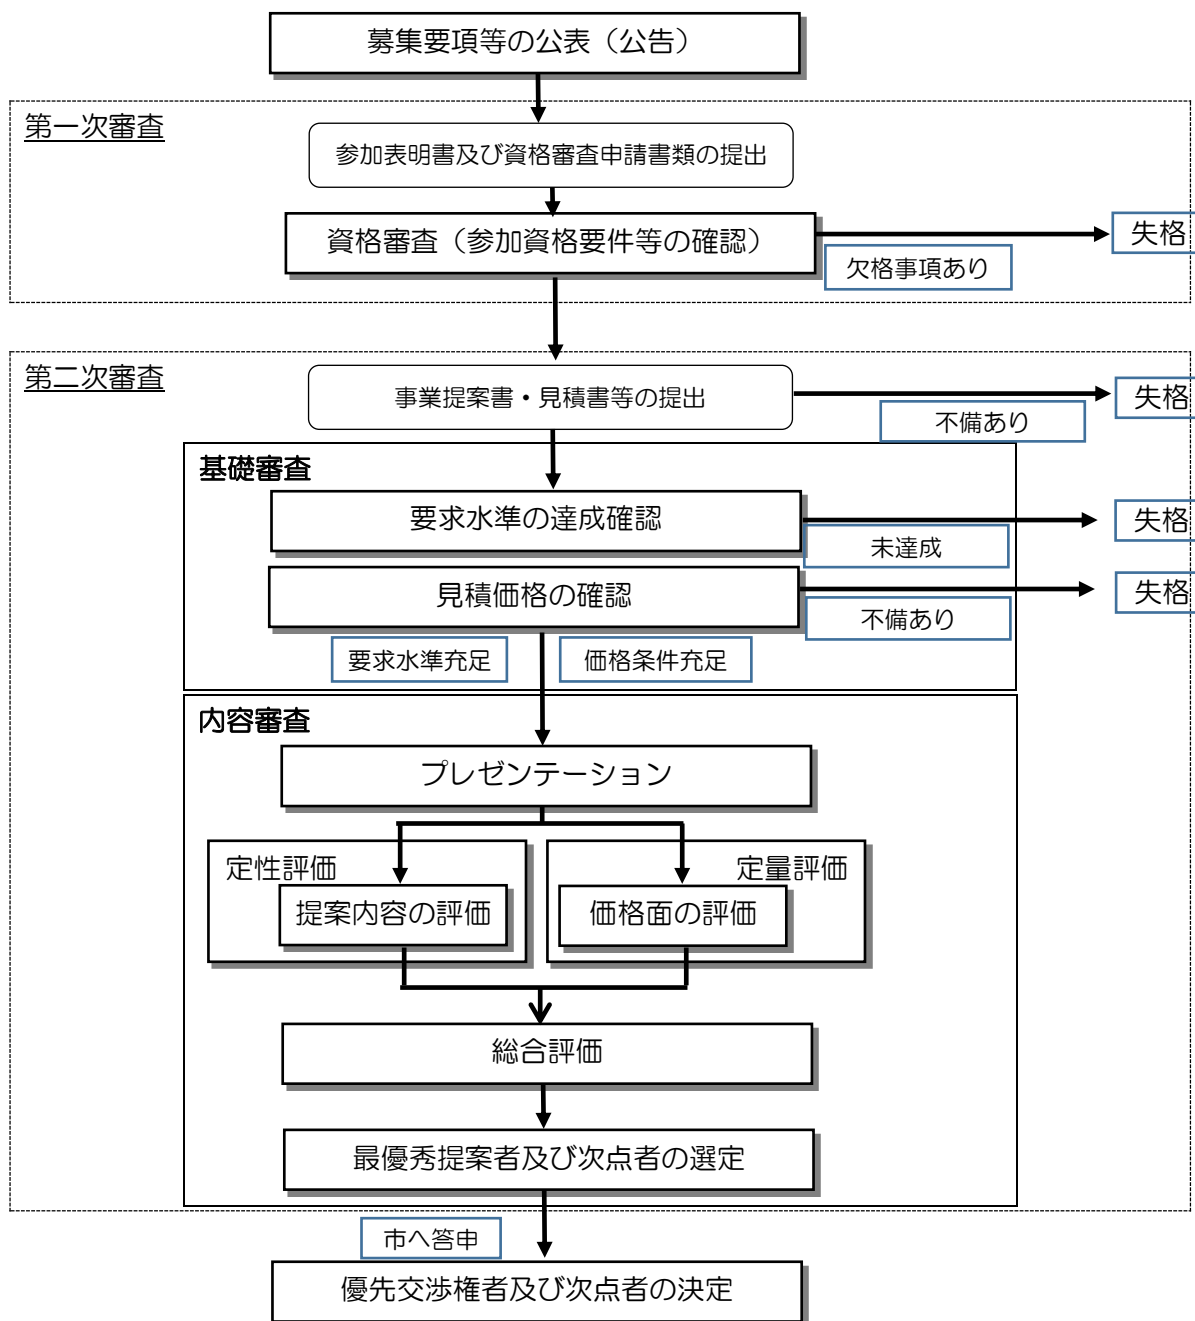 募集要項等の公表（公告）
第一次審査
参加表明書及び資格審査申請書類の提出
資格審査（参加資格要件等の確認）
失格
欠格事項あり
第二次審査
事業提案書・見積書等の提出
失格
不備あり
基礎審査
要求水準の達成確認
失格
未達成
見積価格の確認
失格
不備あり
要求水準充足
価格条件充足
内容審査
プレゼンテーション
定性評価
定量評価
提案内容の評価
価格面の評価
総合評価
最優秀提案者及び次点者の選定
市へ答申
優先交渉権者及び次点者の決定